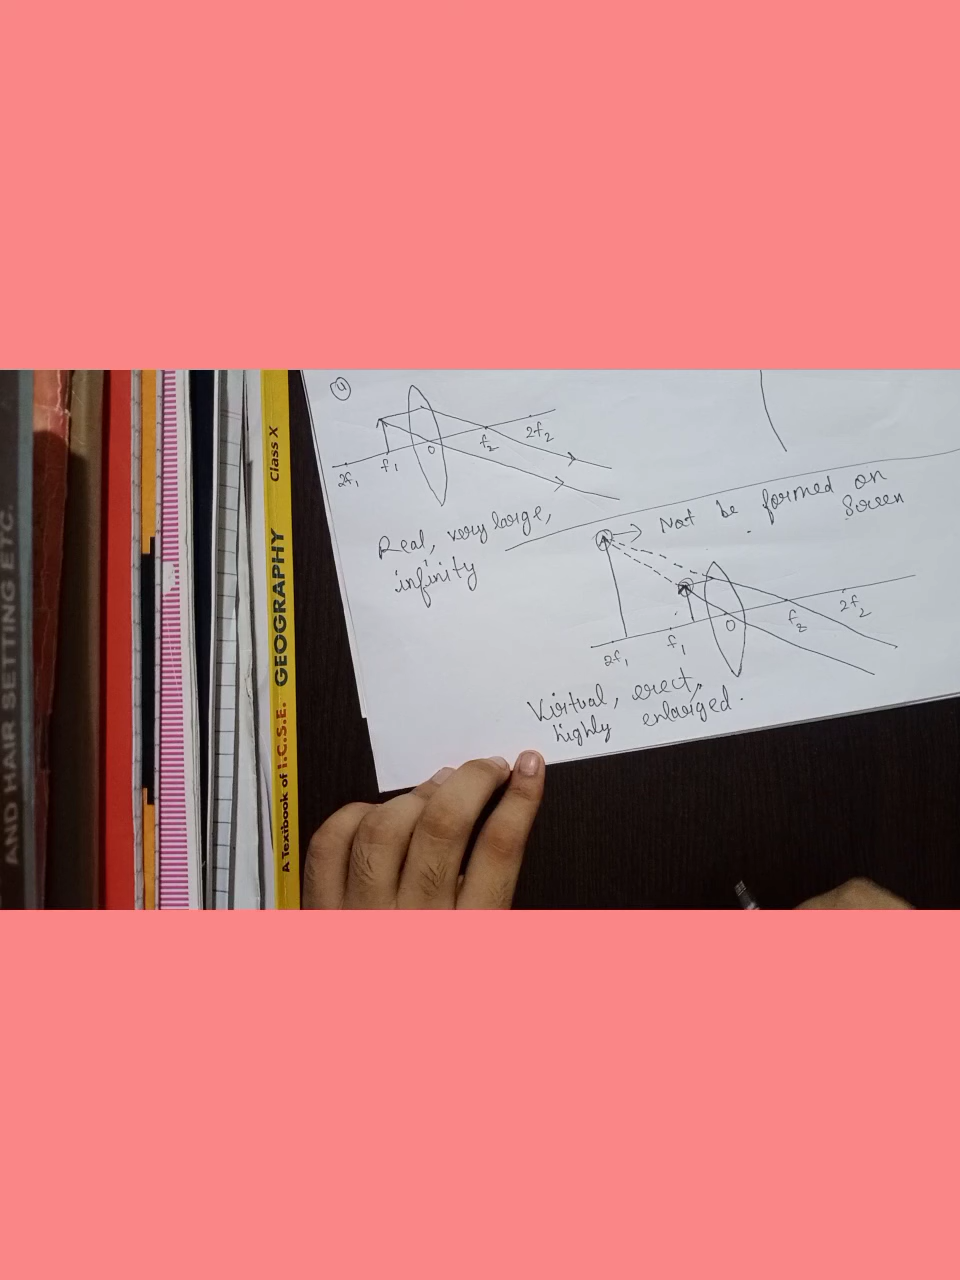 AND HAIR SETTING ETC.
A Textbook of I.C.S.E. GEOGRAPHY Class X
4
2f₁ f₁ O f₂ 2f₂
Real, very large,
infinity
Not be formed on
Screen
2f₁ f₁ O f₂ 2f₂
Virtual, erect,
highly enlarged.